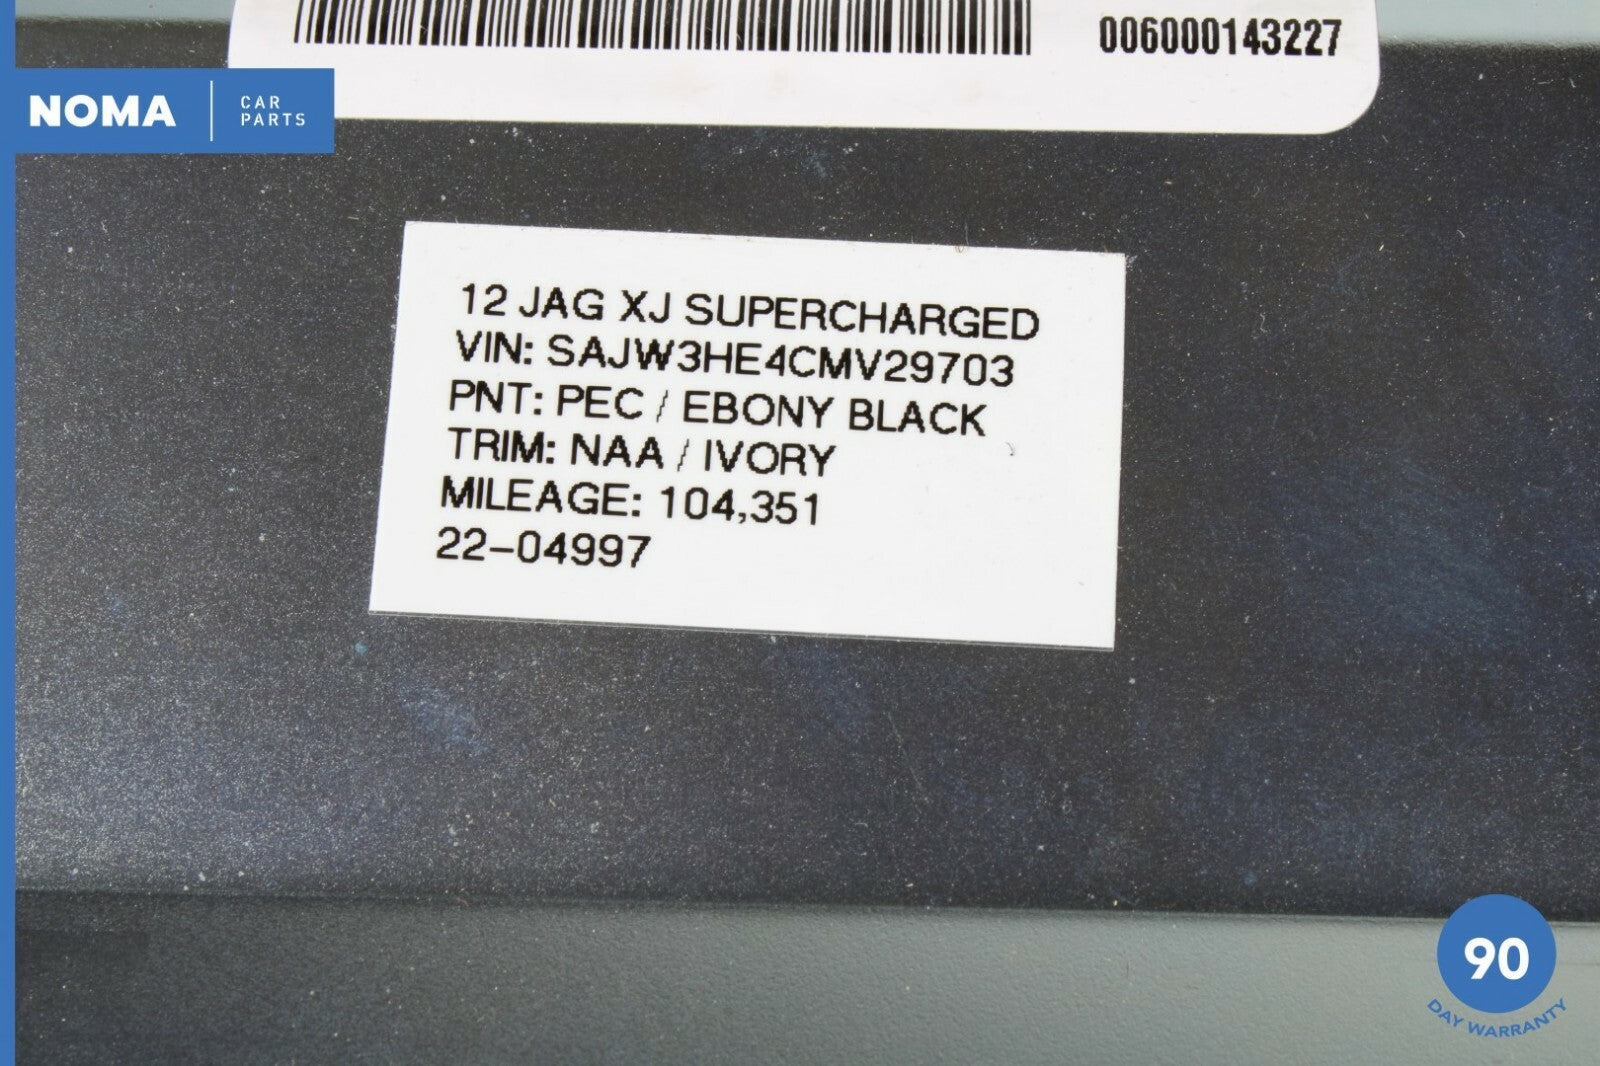 006000143227
NOMA
CAR
PARTS
12 JAG XJ SUPERCHARGED
VIN: SAJW3HE4CMV29703
PNT: PEC / EBONY BLACK
TRIM: NAA / IVORY
MILEAGE: 104,351
22-04997
90
DAY WARRANTY